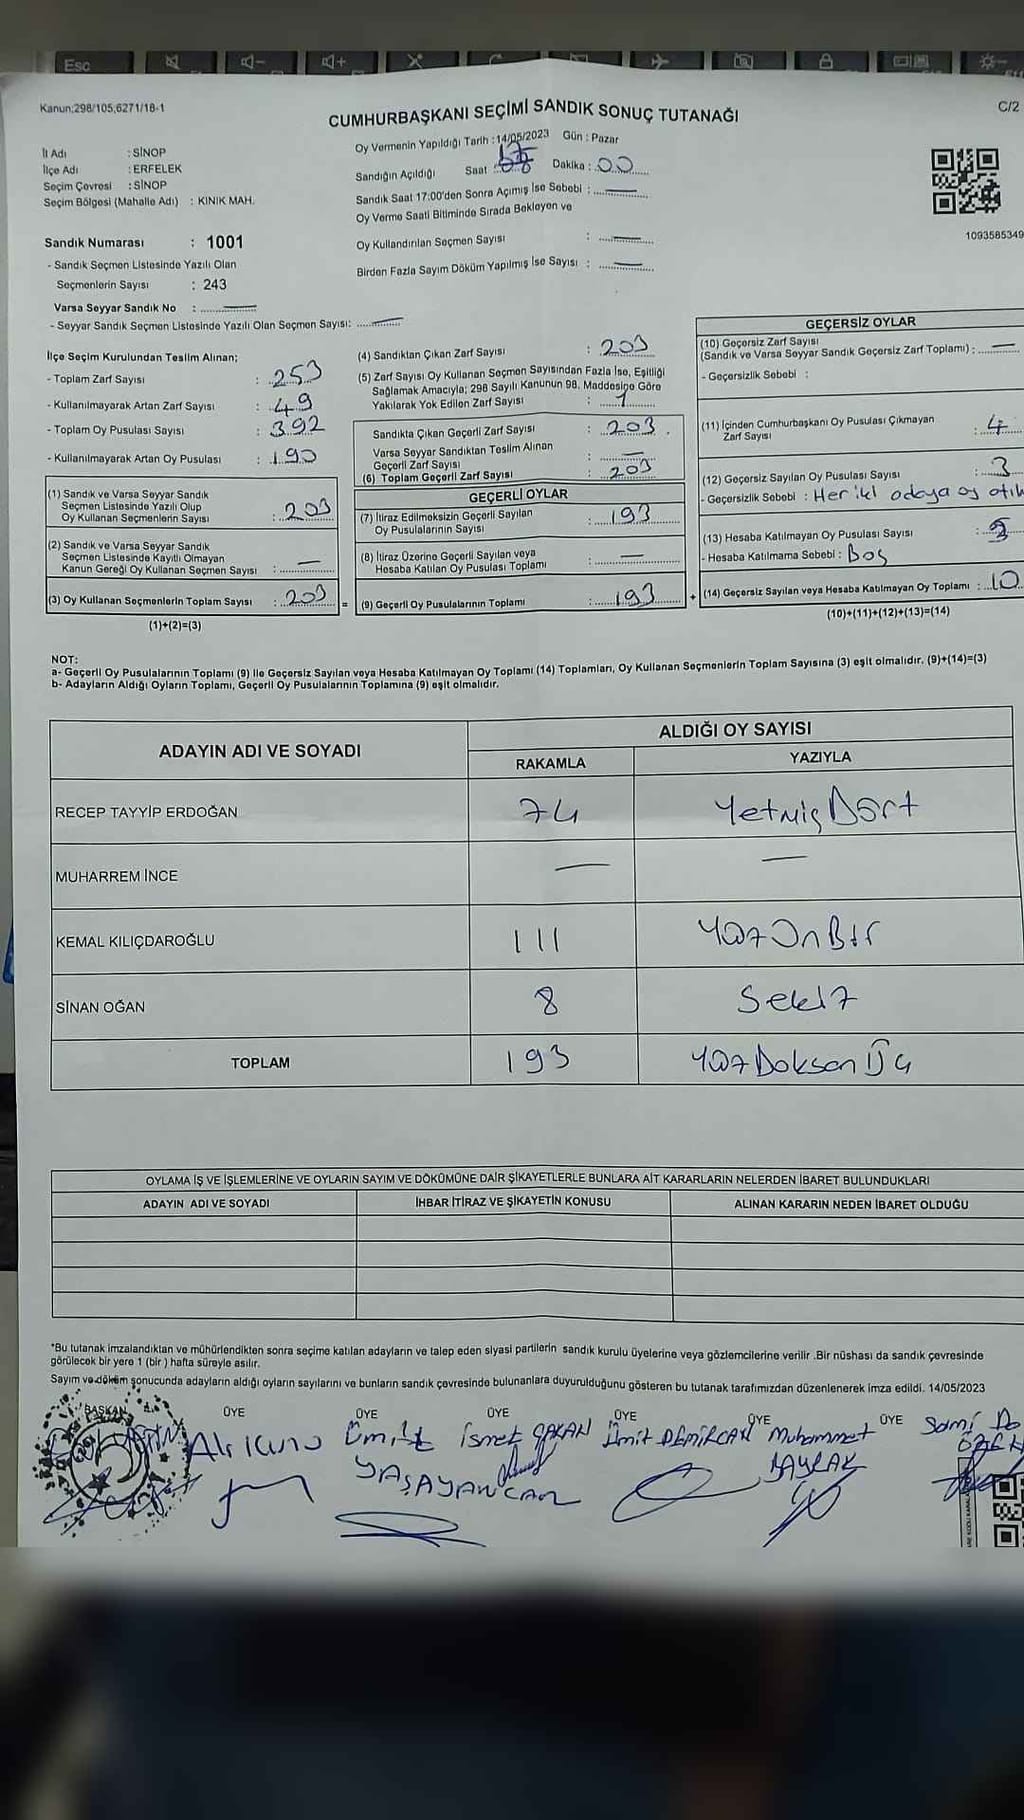 Esc
Kanun;298/105;6271/18-1
CUMHURBAŞKANI SEÇİMİ SANDIK SONUÇ TUTANAĞI
C/2
İl Adı : SİNOP
İlçe Adı : ERFELEK
Seçim Çevresi : SİNOP
Seçim Bölgesi (Mahalle Adı) : KINIK MAH.
Oy Vermenin Yapıldığı Tarih : 14/05/2023 Gün : Pazar
Sandığın Açıldığı Saat : Dakika : 00
Sandık Saat 17:00'den Sonra Açımış İse Sebebi : —
Oy Verme Saati Bitiminde Sırada Bekleyen ve
Oy Kullandırılan Seçmen Sayısı : —
Birden Fazla Sayım Döküm Yapılmış İse Sayısı : —
1093585349
Sandık Numarası : 1001
- Sandık Seçmen Listesinde Yazılı Olan
Seçmenlerin Sayısı : 243
Varsa Seyyar Sandık No : —
- Seyyar Sandık Seçmen Listesinde Yazılı Olan Seçmen Sayısı: —
İlçe Seçim Kurulundan Teslim Alınan;
- Toplam Zarf Sayısı : 253
- Kullanılmayarak Artan Zarf Sayısı : 49
- Toplam Oy Pusulası Sayısı : 392
- Kullanılmayarak Artan Oy Pusulası : 190
(1) Sandık ve Varsa Seyyar Sandık
Seçmen Listesinde Yazılı Olup
Oy Kullanan Seçmenlerin Sayısı : 203
(2) Sandık ve Varsa Seyyar Sandık
Seçmen Listesinde Kayıtlı Olmayan
Kanun Gereği Oy Kullanan Seçmen Sayısı : —
(3) Oy Kullanan Seçmenlerin Toplam Sayısı : 203 =
(1)+(2)=(3)
(4) Sandıktan Çıkan Zarf Sayısı : 203
(5) Zarf Sayısı Oy Kullanan Seçmen Sayısından Fazla İse, Eşitliği
Sağlamak Amacıyla; 298 Sayılı Kanunun 98. Maddesine Göre
Yakılarak Yok Edilen Zarf Sayısı : 1
Sandıkta Çıkan Geçerli Zarf Sayısı : 203
Varsa Seyyar Sandıktan Teslim Alınan
Geçerli Zarf Sayısı : —
(6) Toplam Geçerli Zarf Sayısı : 203
GEÇERLİ OYLAR
(7) İtiraz Edilmeksizin Geçerli Sayılan
Oy Pusulalarının Sayısı : 193
(8) İtiraz Üzerine Geçerli Sayılan veya
Hesaba Katılan Oy Pusulası Toplamı : —
(9) Geçerli Oy Pusulalarının Toplamı : 193 +
GEÇERSİZ OYLAR
(10) Geçersiz Zarf Sayısı
(Sandık ve Varsa Seyyar Sandık Geçersiz Zarf Toplamı) : —
- Geçersizlik Sebebi :
(11) İçinden Cumhurbaşkanı Oy Pusulası Çıkmayan
Zarf Sayısı : 4
(12) Geçersiz Sayılan Oy Pusulası Sayısı : 3
- Geçersizlik Sebebi : Her iki adaya oy
(13) Hesaba Katılmayan Oy Pusulası Sayısı :
- Hesaba Katılmama Sebebi : Boş
(14) Geçersiz Sayılan veya Hesaba Katılmayan Oy Toplamı : 10
(10)+(11)+(12)+(13)=(14)
NOT:
a- Geçerli Oy Pusulalarının Toplamı (9) ile Geçersiz Sayılan veya Hesaba Katılmayan Oy Toplamı (14) Toplamları, Oy Kullanan Seçmenlerin Toplam Sayısına (3) eşit olmalıdır. (9)+(14)=(3)
b- Adayların Aldığı Oyların Toplamı, Geçerli Oy Pusulalarının Toplamına (9) eşit olmalıdır.
ADAYIN ADI VE SOYADI
ALDIĞI OY SAYISI
RAKAMLA YAZIYLA
RECEP TAYYİP ERDOĞAN 74 Yetmiş Dört
MUHARREM İNCE — —
KEMAL KILIÇDAROĞLU 111 Yüz On Bir
SİNAN OĞAN 8 Sekiz
TOPLAM 193 Yüz Doksan Üç
OYLAMA İŞ VE İŞLEMLERİNE VE OYLARIN SAYIM VE DÖKÜMÜNE DAİR ŞİKAYETLERLE BUNLARA AİT KARARLARIN NELERDEN İBARET BULUNDUKLARI
ADAYIN ADI VE SOYADI İHBAR İTİRAZ VE ŞİKAYETİN KONUSU ALINAN KARARIN NEDEN İBARET OLDUĞU
*Bu tutanak imzalandıktan ve mühürlendikten sonra seçime katılan adayların ve talep eden siyasi partilerin sandık kurulu üyelerine veya gözlemcilerine verilir .Bir nüshası da sandık çevresinde
görülecek bir yere 1 (bir ) hafta süreyle asılır.
Sayım ve döküm sonucunda adayların aldığı oyların sayılarını ve bunların sandık çevresinde bulunanlara duyurulduğunu gösteren bu tutanak tarafımızdan düzenlenerek imza edildi. 14/05/2023
BAŞKAN ÜYE ÜYE ÜYE ÜYE ÜYE ÜYE
Ali Ümit İsmet Ümit DEMİRCAN Muhammet Sami
YAŞAYANCAN